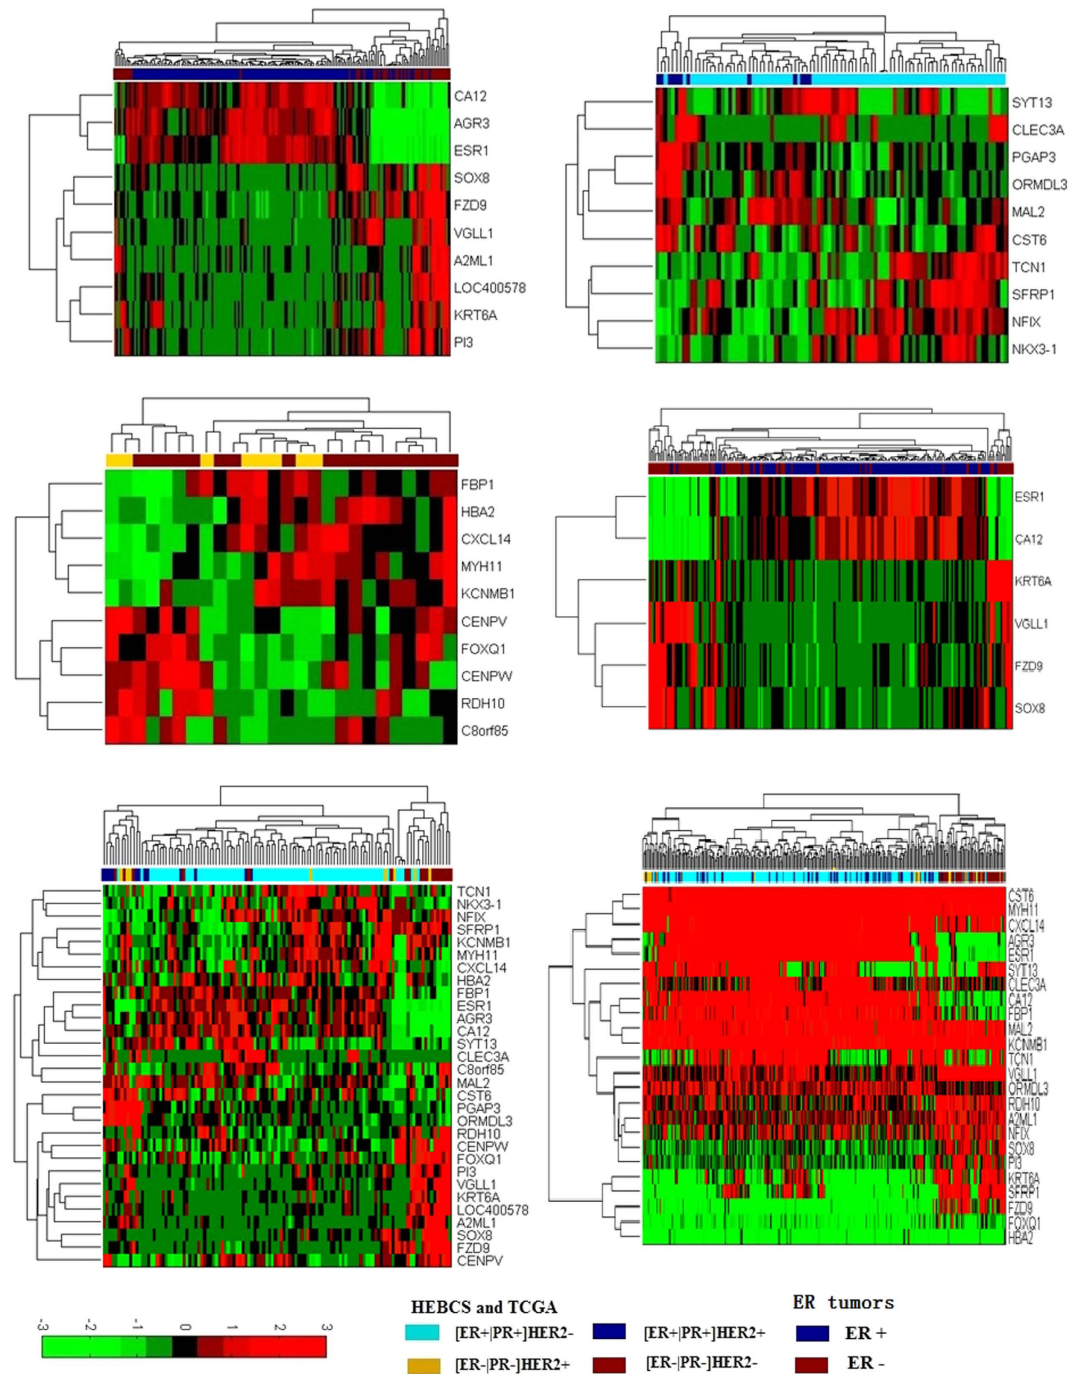 CA12
AGR3
ESR1
SOX8
FZD9
VGLL1
A2ML1
LOC400578
KRT6A
PI3
SYT13
CLEC3A
PGAP3
ORMDL3
MAL2
CST6
TCN1
SFRP1
NFIX
NKX3-1
FBP1
HBA2
CXCL14
MYH11
KCNMB1
CENPV
FOXQ1
CENPW
RDH10
C8orf85
ESR1
CA12
KRT6A
VGLL1
FZD9
SOX8
TCN1
NKX3-1
NFIX
SFRP1
KCNMB1
MYH11
CXCL14
HBA2
FBP1
ESR1
AGR3
CA12
SYT13
CLEC3A
C8orf85
MAL2
CST6
PGAP3
ORMDL3
RDH10
CENPW
FOXQ1
PI3
VGLL1
KRT6A
LOC400578
A2ML1
SOX8
FZD9
CENPV
CST6
MYH11
CXCL14
AGR3
ESR1
SYT13
CLEC3A
CA12
FBP1
MAL2
KCNMB1
TCN1
VGLL1
ORMDL3
RDH10
A2ML1
NFIX
SOX8
PI3
KRT6A
SFRP1
FZD9
FOXQ1
HBA2
-3 -2 -1 0 1 2 3
HEBCS and TCGA
[ER+|PR+]HER2- [ER+|PR+]HER2+
[ER-|PR-]HER2+ [ER-|PR-]HER2-
ER tumors
ER +
ER -